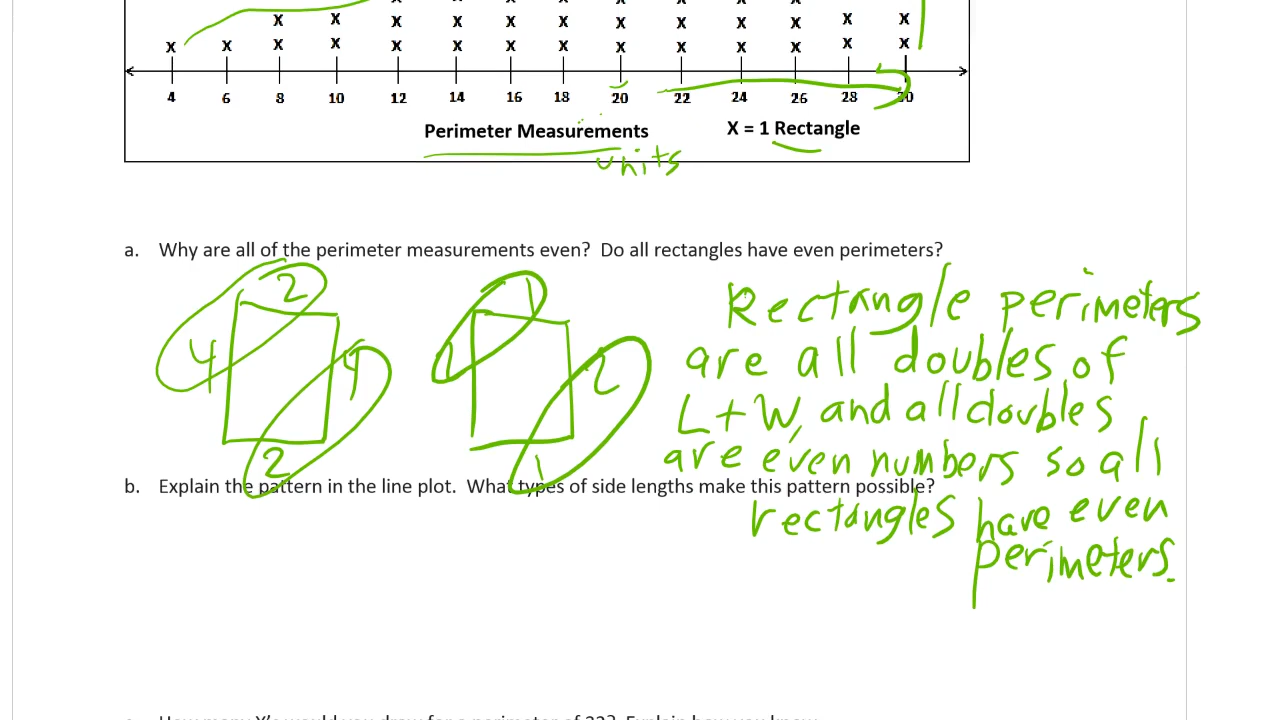 x x x x x x x x x
x x x x x x x x x x x x
x x x x x x x x x x x x x x
4 6 8 10 12 14 16 18 20 22 24 26 28 30
Perimeter Measurements X = 1 Rectangle
units
a. Why are all of the perimeter measurements even? Do all rectangles have even perimeters?
2 1
4 4 2 2
2 1
Rectangle perimeters
are all doubles of
L+W, and all doubles
are even numbers so all
rectangles have even
perimeters.
b. Explain the pattern in the line plot. What types of side lengths make this pattern possible?